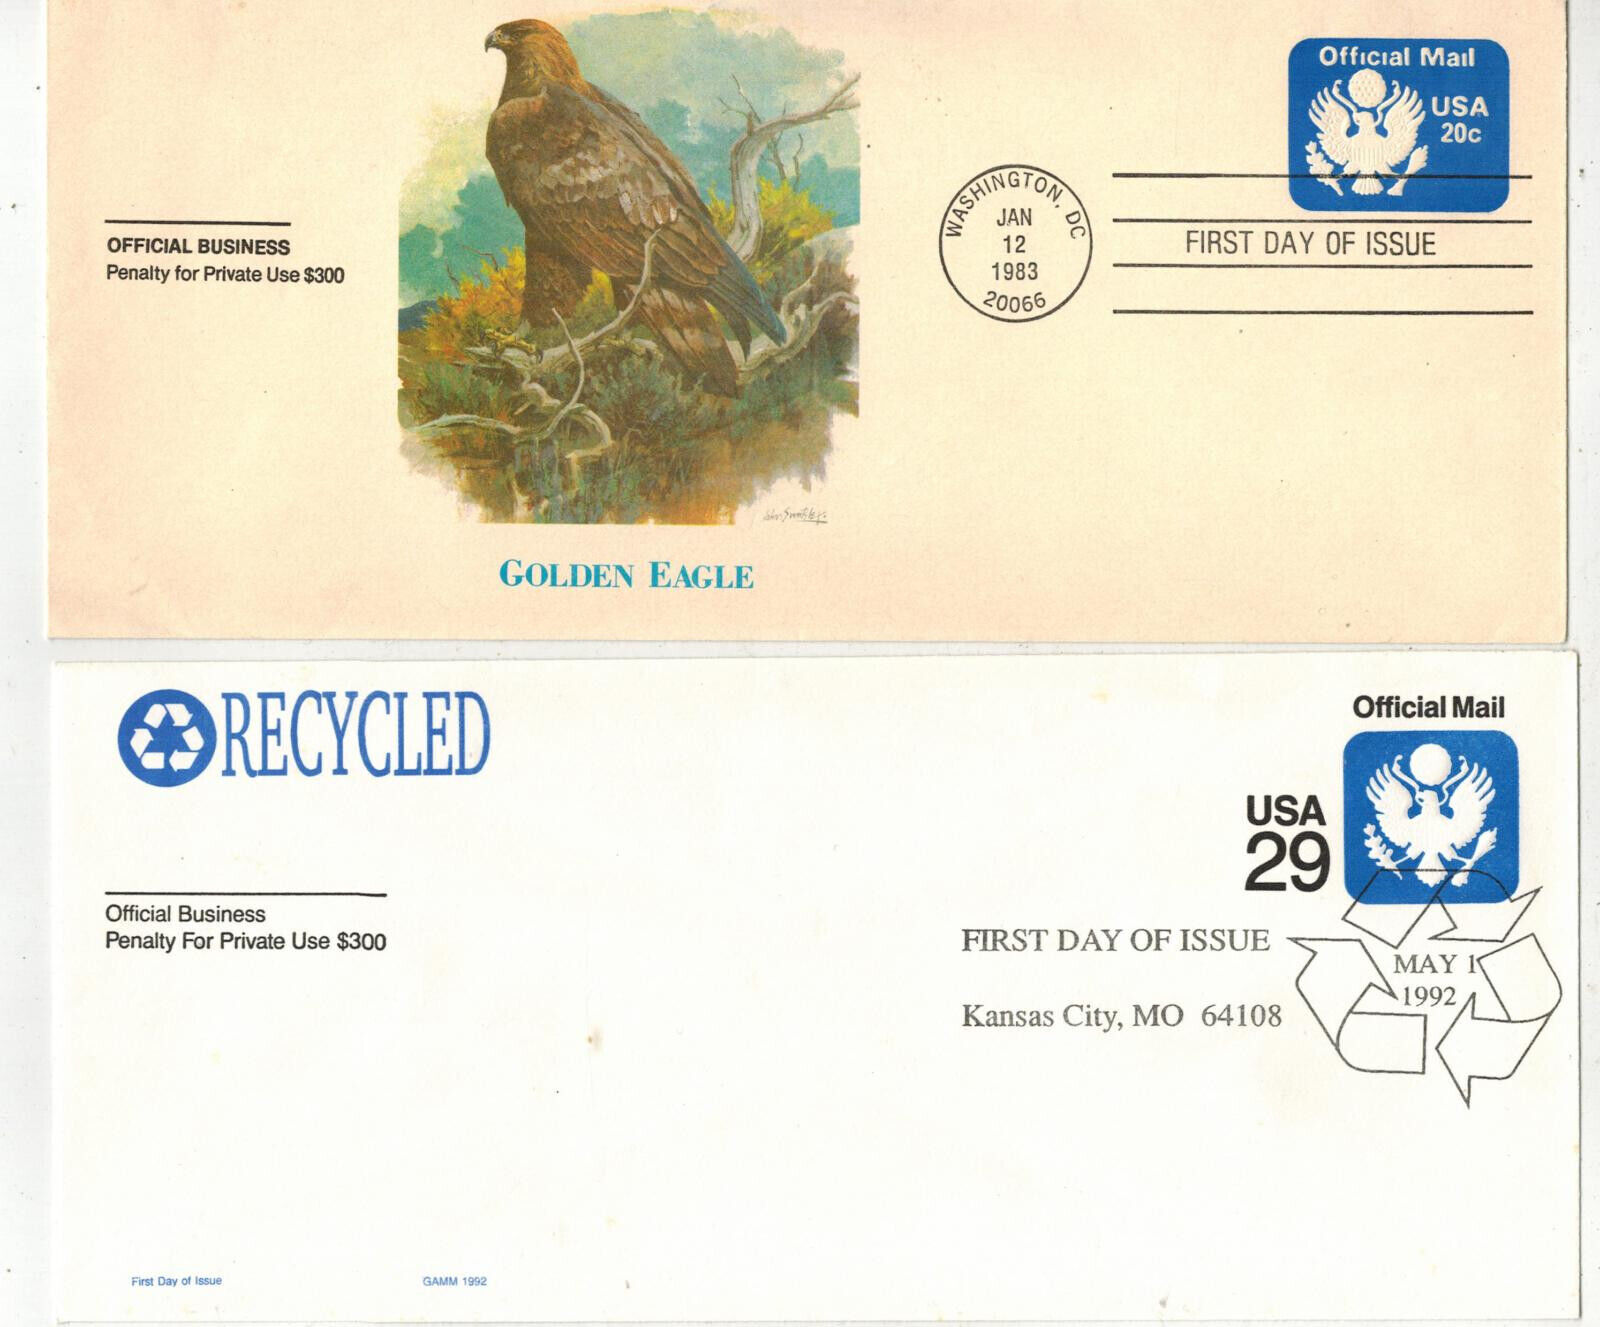 Official Mail
USA
20c
WASHINGTON, DC
JAN
12
1983
20066
FIRST DAY OF ISSUE
OFFICIAL BUSINESS
Penalty for Private Use $300
GOLDEN EAGLE
RECYCLED
Official Mail
USA
29
Official Business
Penalty For Private Use $300
FIRST DAY OF ISSUE
Kansas City, MO 64108
MAY 1
1992
First Day of Issue
GAMM 1992